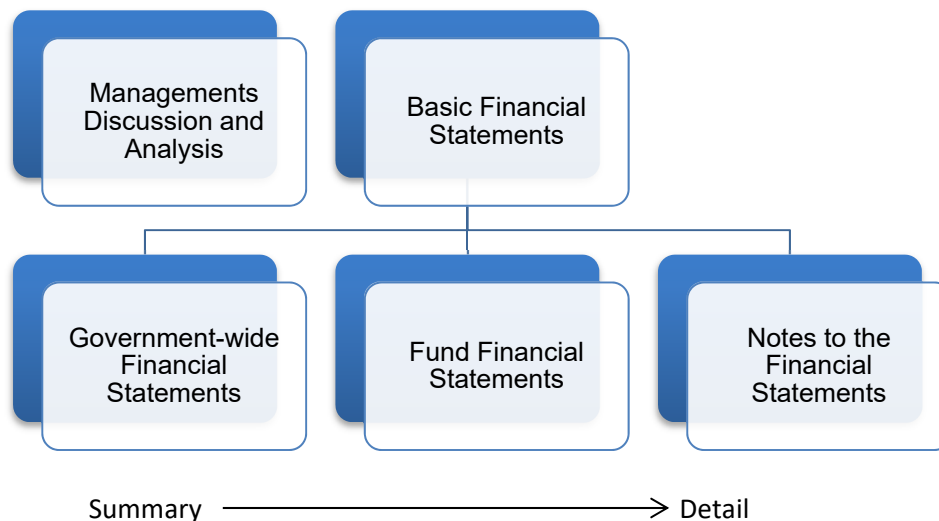 Managements
Discussion and
Analysis
Basic Financial
Statements
Government-wide
Financial
Statements
Fund Financial
Statements
Notes to the
Financial
Statements
Summary
Detail